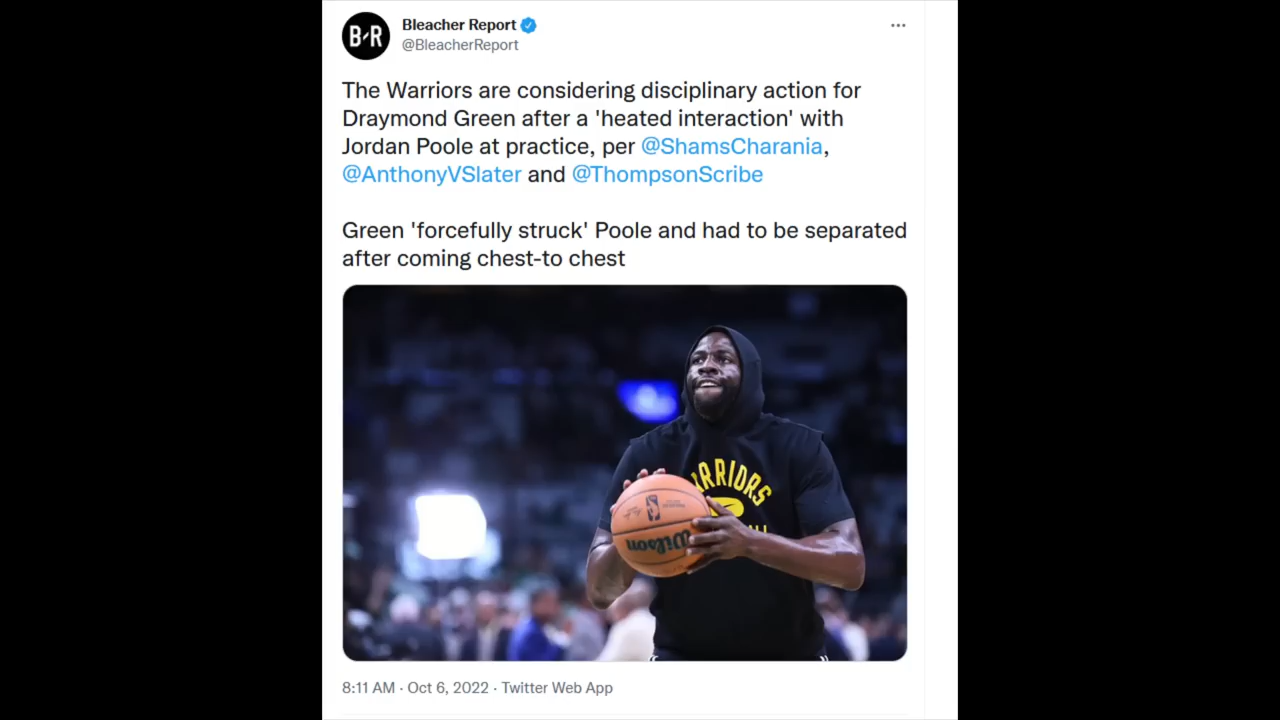 B-R
Bleacher Report
@BleacherReport
The Warriors are considering disciplinary action for
Draymond Green after a 'heated interaction' with
Jordan Poole at practice, per @ShamsCharania,
@AnthonyVSlater and @ThompsonScribe
Green 'forcefully struck' Poole and had to be separated
after coming chest-to chest
RRIORS
Wilson
8:11 AM · Oct 6, 2022 · Twitter Web App